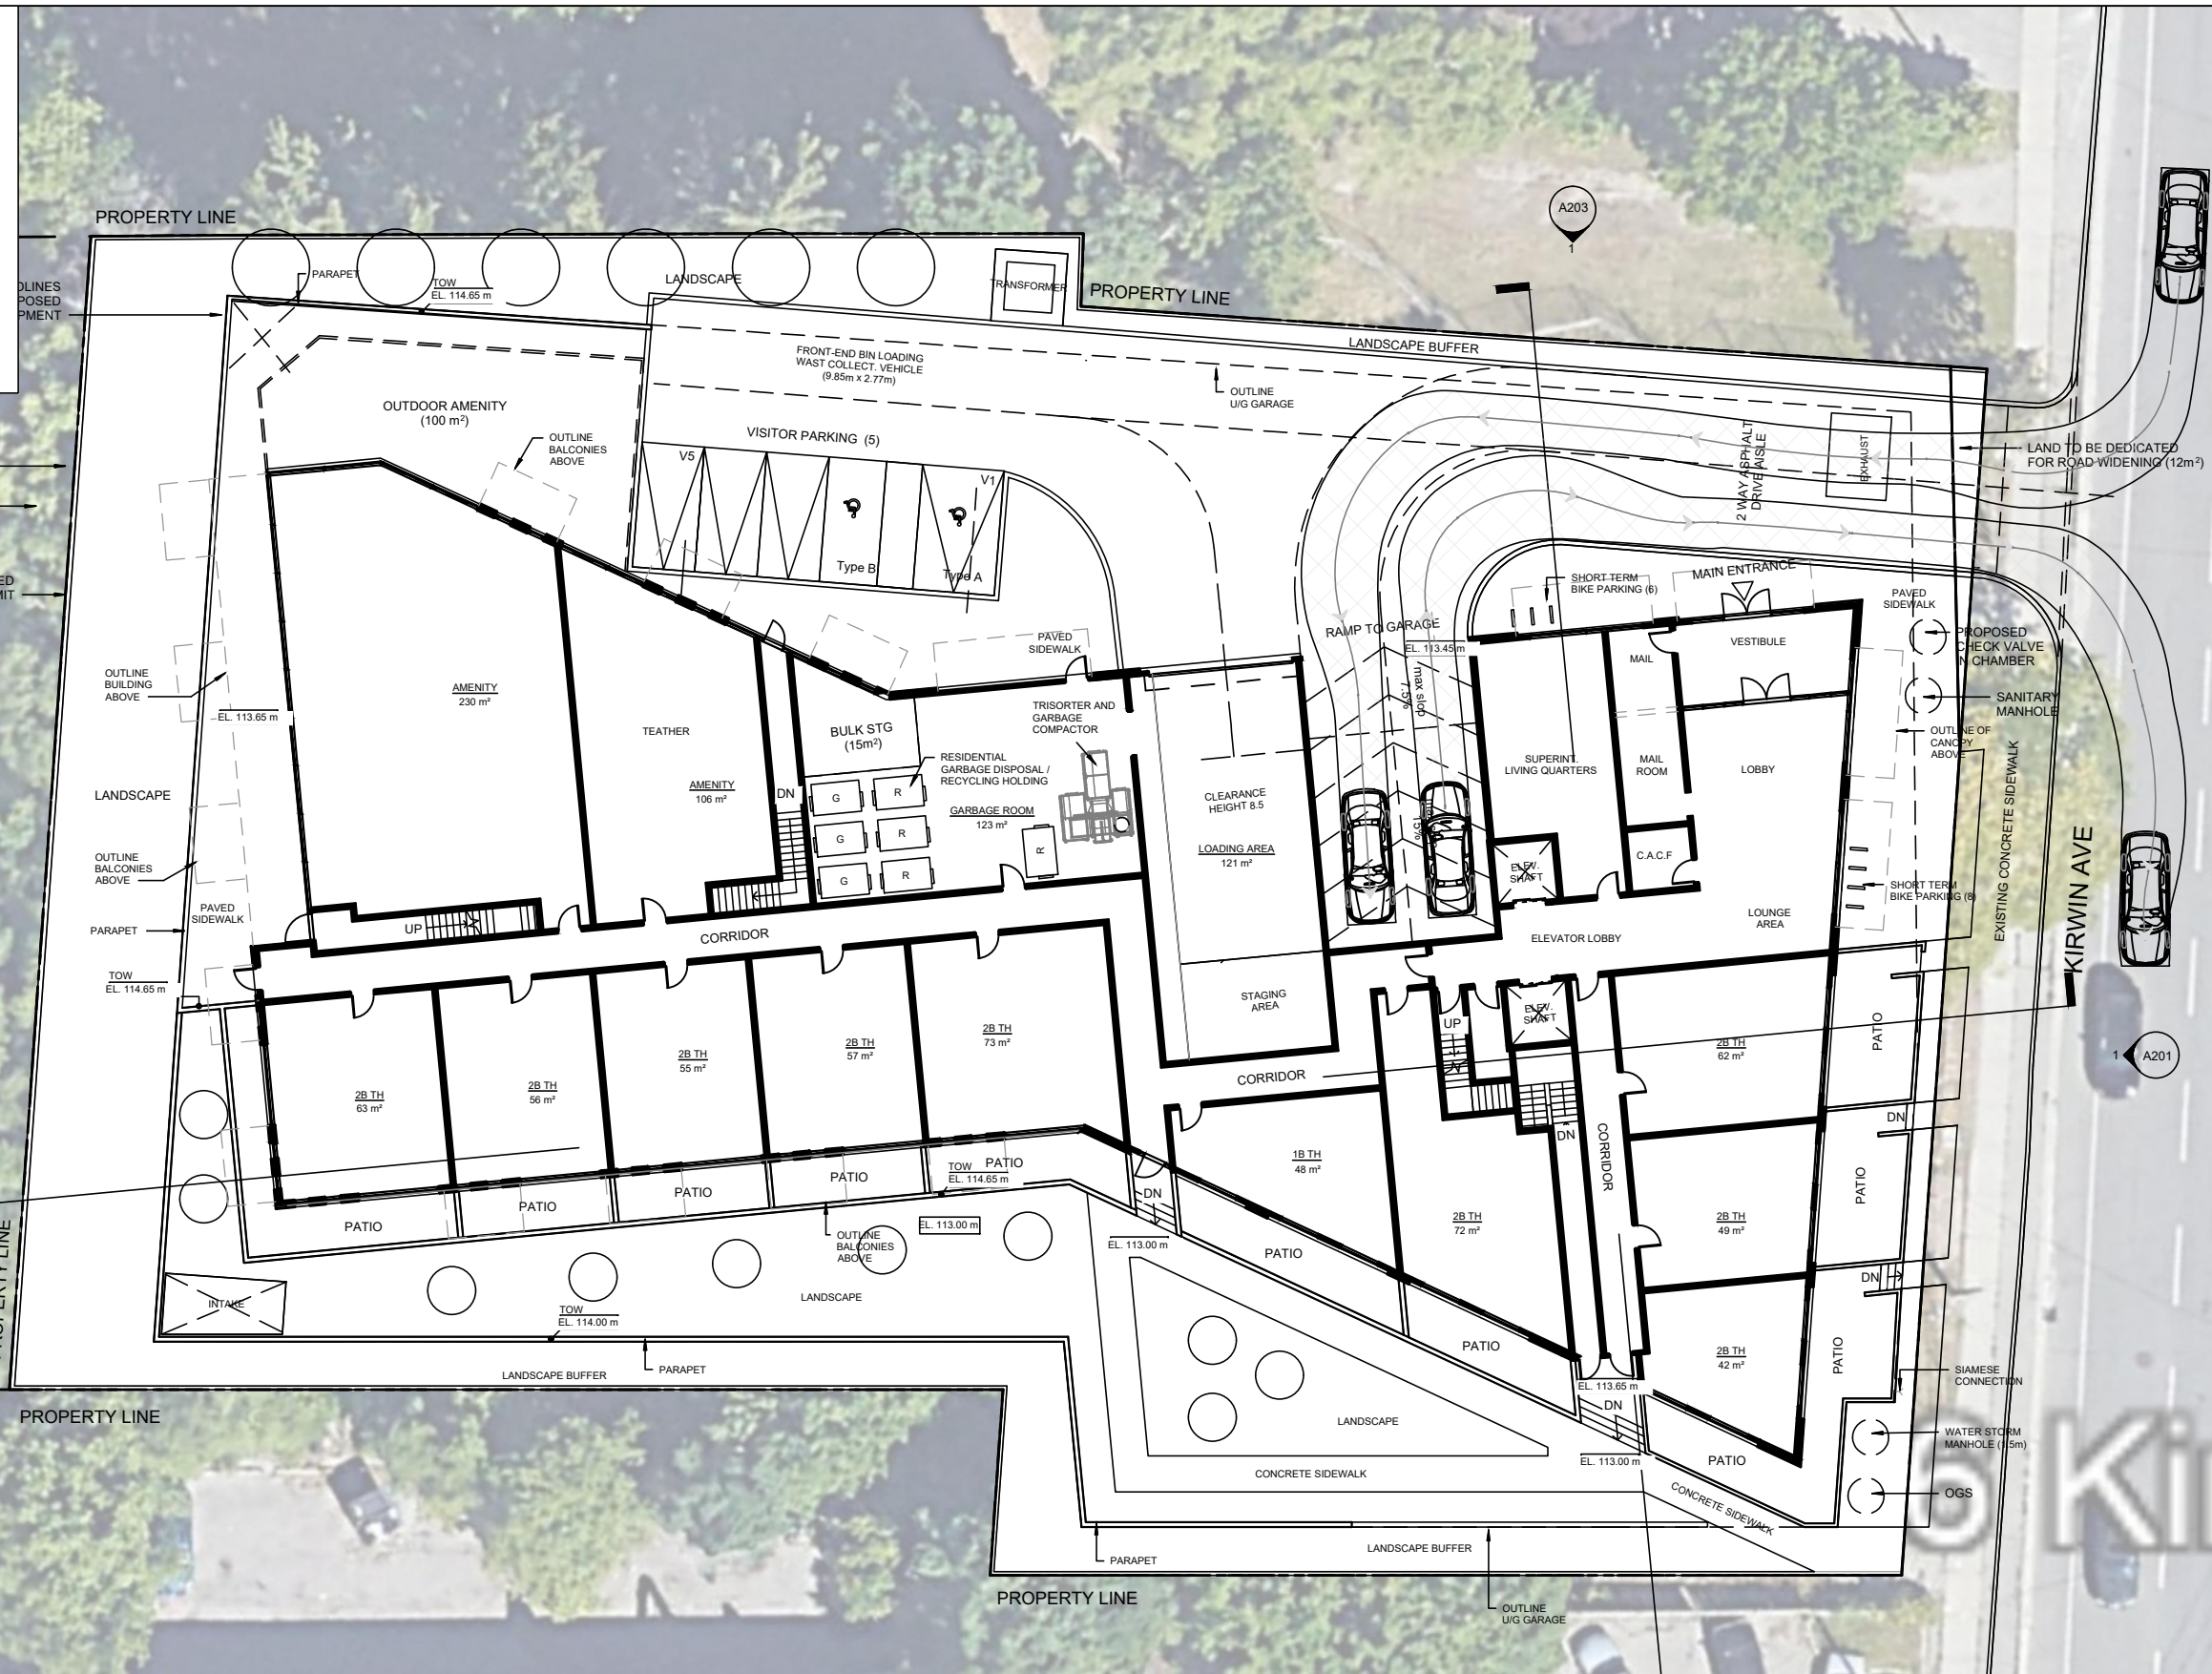 PROPERTY LINE
A203
1
PARAPET
TOW
EL. 114.65 m
LANDSCAPE
TRANSFORMER
PROPERTY LINE
LANDSCAPE BUFFER
FRONT-END BIN LOADING
WAST COLLECT. VEHICLE
(9.85m x 2.77m)
OUTLINE
U/G GARAGE
OUTDOOR AMENITY
(100 m²)
OUTLINE
BALCONIES
ABOVE
VISITOR PARKING (5)
V5
V1
Type B
Type A
2 WAY ASPHALT
DRIVE AISLE
EXHAUST
LAND TO BE DEDICATED
FOR ROAD WIDENING (12m²)
SHORT TERM
BIKE PARKING (6)
MAIN ENTRANCE
PAVED
SIDEWALK
PROPOSED
CHECK VALVE
IN CHAMBER
SANITARY
MANHOLE
OUTLINE OF
CANOPY
ABOVE
RAMP TO GARAGE
EL. 113.45 m
max slop
7.5%
MAIL
VESTIBULE
PAVED
SIDEWALK
OUTLINE
BUILDING
ABOVE
EL. 113.65 m
AMENITY
230 m²
TEATHER
AMENITY
106 m²
DN
BULK STG
(15m²)
TRISORTER AND
GARBAGE
COMPACTOR
RESIDENTIAL
GARBAGE DISPOSAL /
RECYCLING HOLDING
GARBAGE ROOM
123 m²
G
R
G
R
G
R
R
CLEARANCE
HEIGHT 8.5
LOADING AREA
121 m²
SUPERINT.
LIVING QUARTERS
MAIL
ROOM
LOBBY
C.A.C.F
ELEV.
SHAFT
SHORT TERM
BIKE PARKING (8)
EXISTING CONCRETE SIDEWALK
KIRWIN AVE
LANDSCAPE
OUTLINE
BALCONIES
ABOVE
PAVED
SIDEWALK
PARAPET
UP
CORRIDOR
ELEVATOR LOBBY
LOUNGE
AREA
TOW
EL. 114.65 m
STAGING
AREA
ELEV.
SHAFT
UP
2B TH
63 m²
2B TH
56 m²
2B TH
55 m²
2B TH
57 m²
2B TH
73 m²
CORRIDOR
2B TH
62 m²
PATIO
1
A201
DN
DN
CORRIDOR
1B TH
48 m²
2B TH
72 m²
2B TH
49 m²
PATIO
DN
2B TH
42 m²
PATIO
PATIO
PATIO
PATIO
PATIO
PATIO
TOW
EL. 114.65 m
EL. 113.00 m
OUTLINE
BALCONIES
ABOVE
DN
EL. 113.00 m
PATIO
PATIO
INTAKE
LANDSCAPE
TOW
EL. 114.00 m
PARAPET
LANDSCAPE BUFFER
PROPERTY LINE
PROPERTY LINE
EL. 113.65 m
DN
EL. 113.00 m
PATIO
SIAMESE
CONNECTION
WATER STORM
MANHOLE (1.5m)
OGS
LANDSCAPE
CONCRETE SIDEWALK
CONCRETE SIDEWALK
PARAPET
LANDSCAPE BUFFER
PROPERTY LINE
OUTLINE
U/G GARAGE